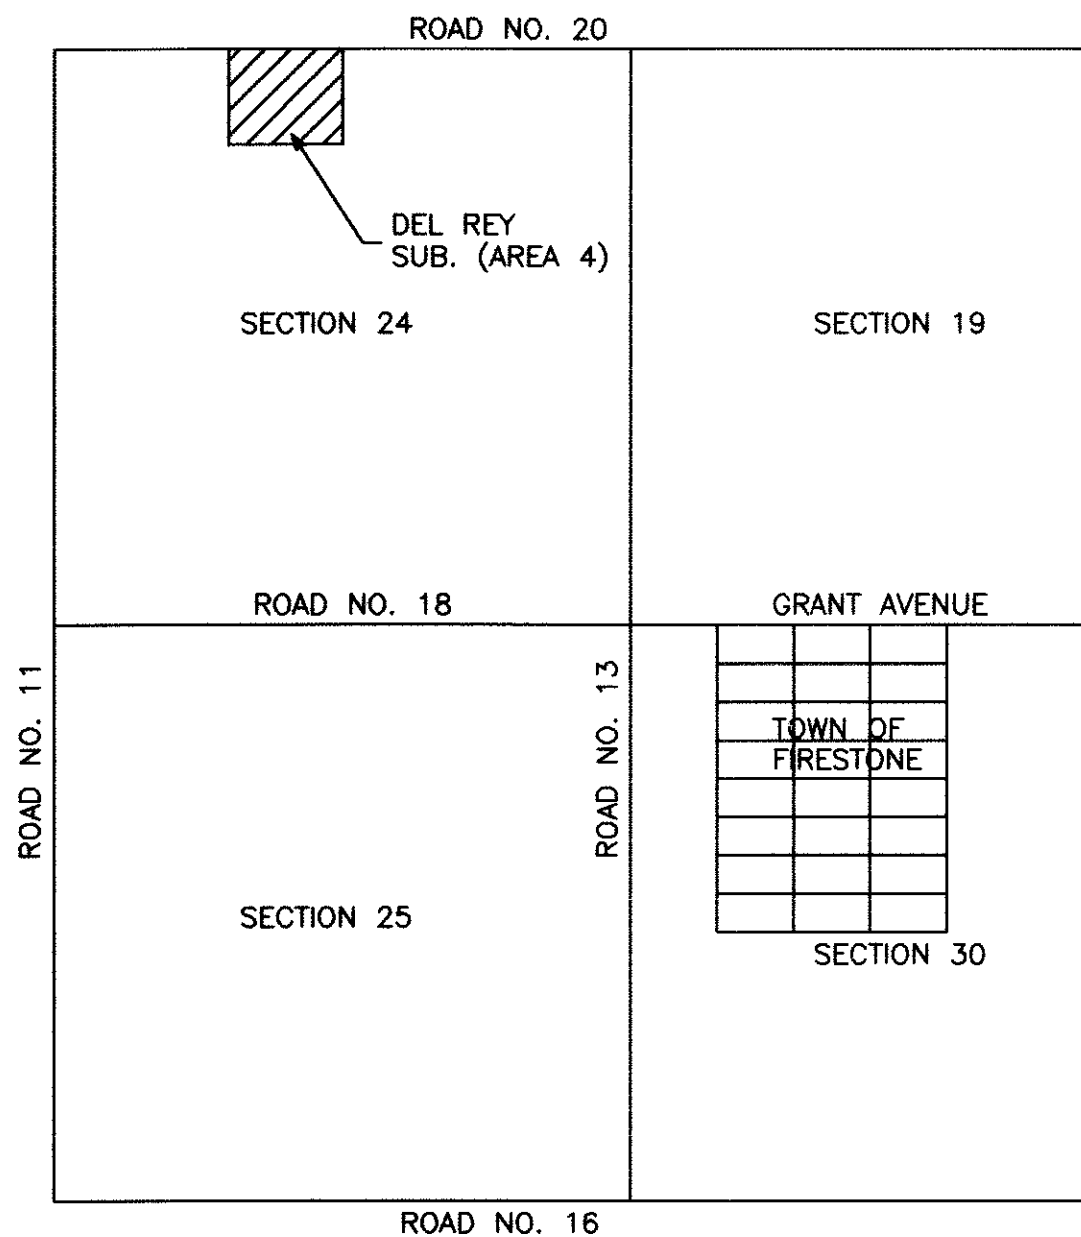 ROAD NO. 20
DEL REY
SUB. (AREA 4)
SECTION 24
SECTION 19
ROAD NO. 18
GRANT AVENUE
ROAD NO. 11
ROAD NO. 13
TOWN OF
FIRESTONE
SECTION 25
SECTION 30
ROAD NO. 16